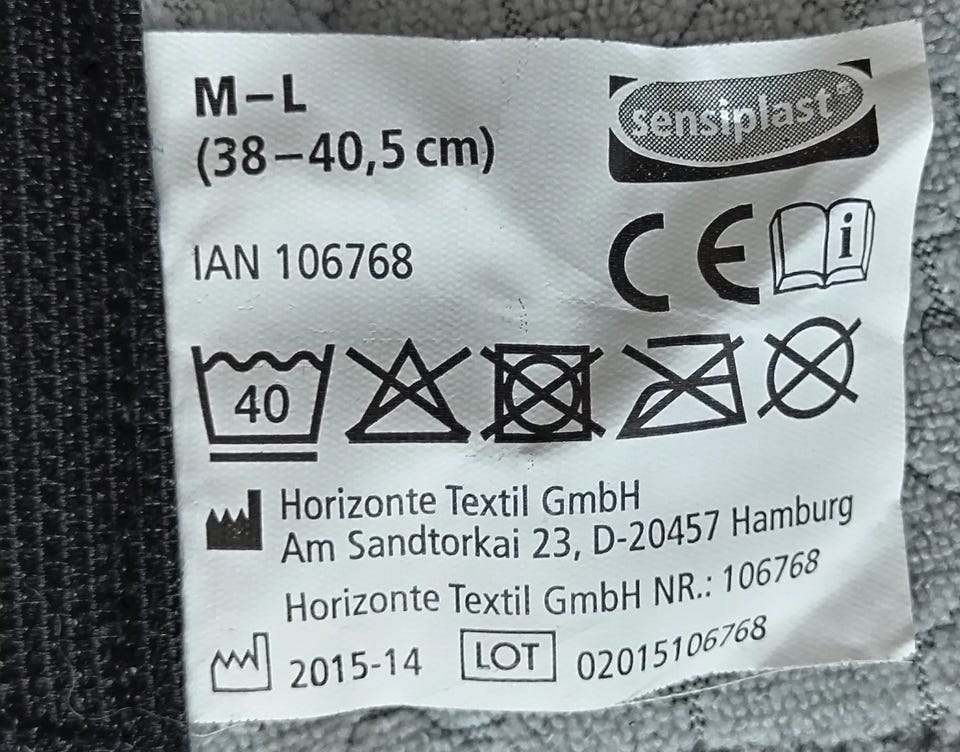 M–L
(38–40,5 cm)
sensiplast®
IAN 106768
CE
i
40
Horizonte Textil GmbH
Am Sandtorkai 23, D-20457 Hamburg
Horizonte Textil GmbH NR.: 106768
2015-14 LOT 02015106768